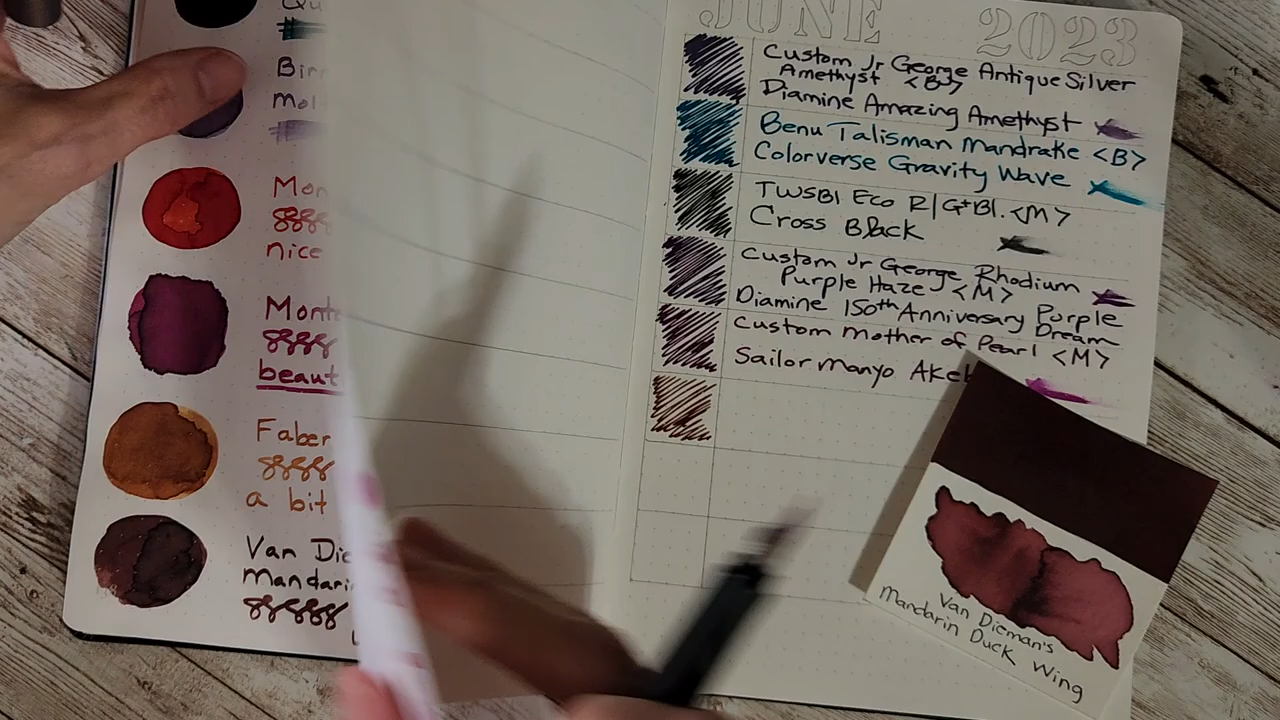 Mon
nice
Mont
beaut
Faber
a bit
Van Die
mandari
JUNE 2023
Custom Jr George Antique Silver
Amethyst <B>
Diamine Amazing Amethyst
Benu Talisman Mandrake <B>
Colorverse Gravity Wave
TWSBI Eco R|G+Bl. <M>
Cross Black
Custom Jr George Rhodium
Purple Haze <M>
Diamine 150th Anniversary Purple
Dream
Custom Mother of Pearl <M>
Sailor Manyo Akeb
Van Dieman's
Mandarin Duck Wing